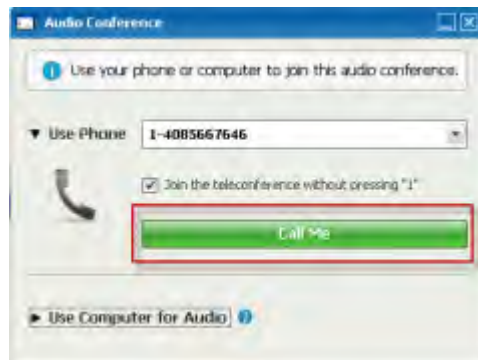 Audio Conference
Use your phone or computer to join this audio conference.
Use Phone
1-4085667646
Join the teleconference without pressing "1"
Call Me
Use Computer for Audio